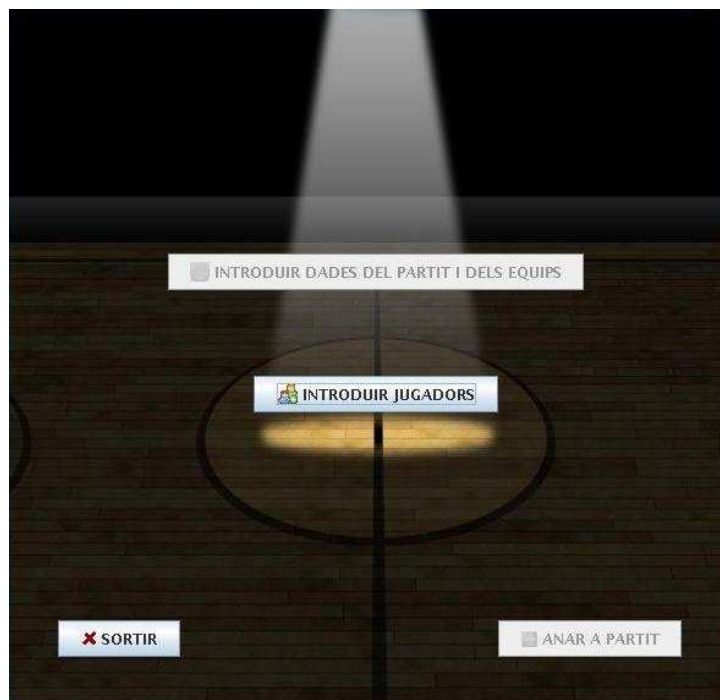 INTRODUIR DADES DEL PARTIT I DELS EQUIPS
INTRODUIR JUGADORS
SORTIR
ANAR A PARTIT